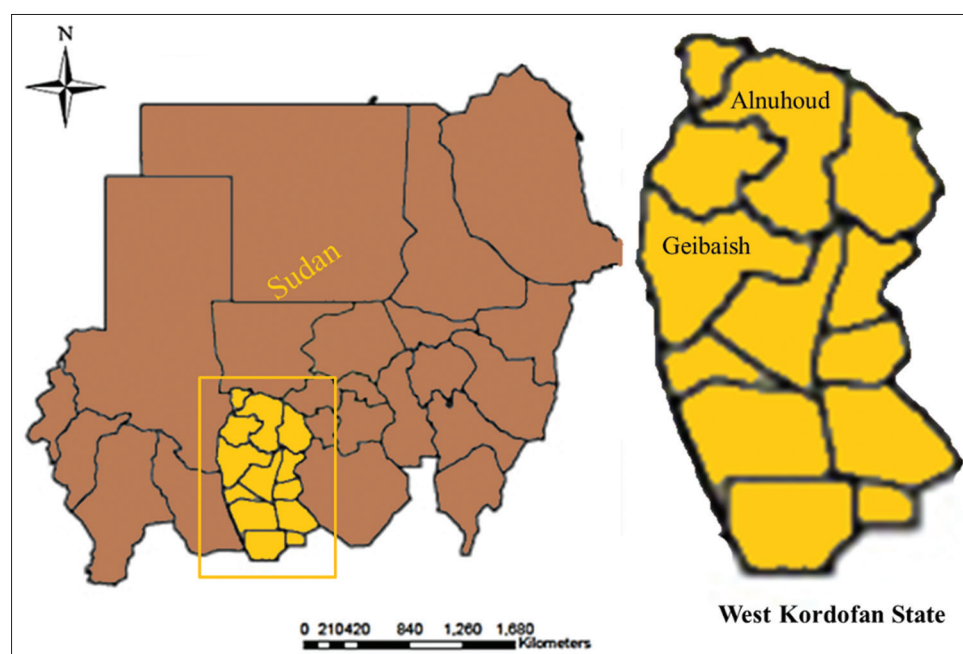 N
Sudan
Alnuhoud
Geibaish
West Kordofan State
0 210420 840 1,260 1,680
Kilometers